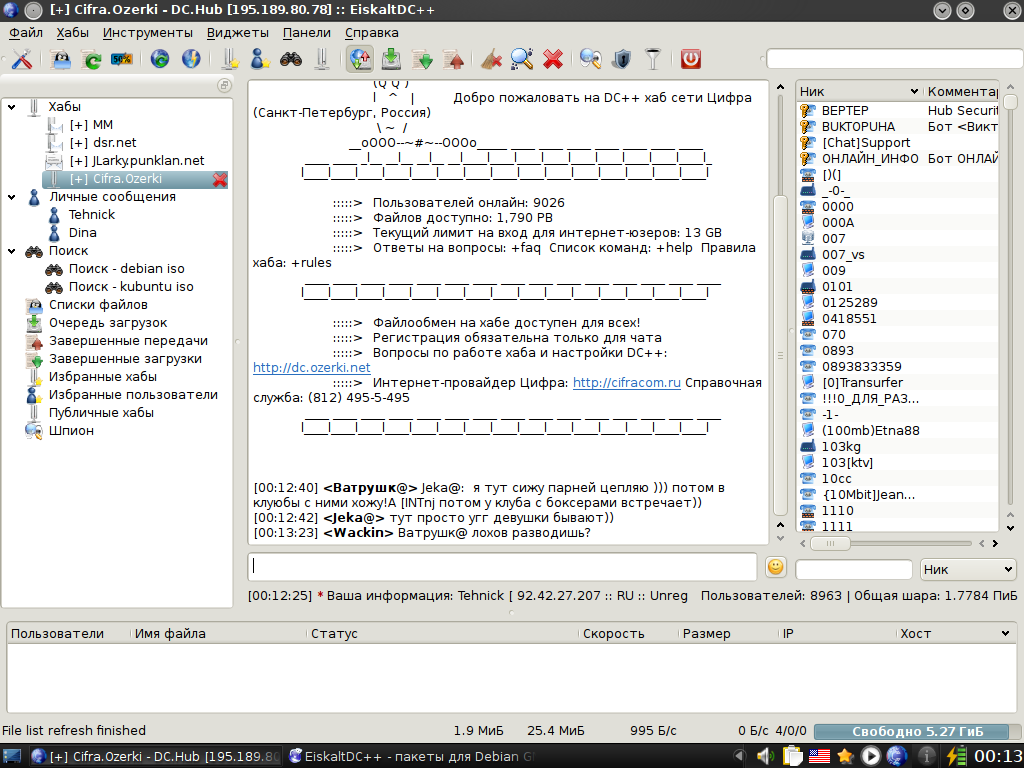 [+] Cifra.Ozerki - DC.Hub [195.189.80.78] :: EiskaltDC++
Файл Хабы Инструменты Виджеты Панели Справка
50%
Хабы
[+] MM
[+] dsr.net
[+] JLarky.punklan.net
[+] Cifra.Ozerki
Личные сообщения
Tehnick
Dina
Поиск
Поиск - debian iso
Поиск - kubuntu iso
Списки файлов
Очередь загрузок
Завершенные передачи
Завершенные загрузки
Избранные хабы
Избранные пользователи
Публичные хабы
Шпион
(Q Q )
| ^ | Добро пожаловать на DC++ хаб сети Цифра
(Санкт-Петербург, Россия)
\ ~ /
__oOOO--~#~--OOOo____ ____ ____ ____ ____ ____ ____ ____
:::::> Пользователей онлайн: 9026
:::::> Файлов доступно: 1,790 PB
:::::> Текущий лимит на вход для интернет-юзеров: 13 GB
:::::> Ответы на вопросы: +faq Список команд: +help Правила
хаба: +rules
:::::> Файлообмен на хабе доступен для всех!
:::::> Регистрация обязательна только для чата
:::::> Вопросы по работе хаба и настройки DC++:
http://dc.ozerki.net
:::::> Интернет-провайдер Цифра: http://cifracom.ru Справочная
служба: (812) 495-5-495
[00:12:40] <Ватрушк@> Jeka@: я тут сижу парней цепляю ))) потом в
клуюбы с ними хожу!А [INTnj потом у клуба с боксерами встречает))
[00:12:42] <Jeka@> тут просто угг девушки бывают))
[00:13:23] <Wackin> Ватрушк@ лохов разводишь?
[00:12:25] * Ваша информация: Tehnick [ 92.42.27.207 :: RU :: Unreg Пользователей: 8963 | Общая шара: 1.7784 ПиБ
Ник Комментар
ВЕРТЕР Hub Securit
ВUКТОРUНА Бот <Викт
[Chat]Support
ОНЛАЙН_ИНФО Бот ОНЛАЙ
[)(]
_-0-_
0000
000A
007
007_vs
009
0101
0125289
0418551
070
0893
0893833359
[0]Transurfer
!!!0_ДЛЯ_РАЗ...
-1-
(100mb)Etna88
103kg
103[ktv]
10cc
{10Mbit}Jean...
1110
1111
Ник
Пользователи Имя файла Статус Скорость Размер IP Хост
File list refresh finished 1.9 МиБ 25.4 МиБ 995 Б/с 0 Б/с 4/0/0 Свободно 5.27 ГиБ
[+] Cifra.Ozerki - DC.Hub [195.189.80 EiskaltDC++ - пакеты для Debian 00:13